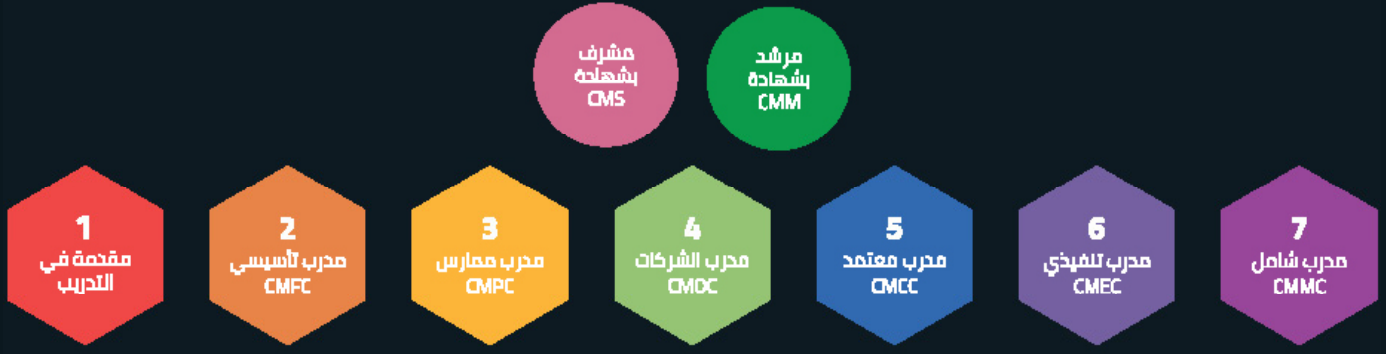 مشرف
بشهادة
CMS
مرشد
بشهادة
CMM
1
مقدمة في
التدريب
2
مدرب تأسيسي
CMFC
3
مدرب ممارس
CMPC
4
مدرب الشركات
CMOC
5
مدرب معتمد
CMCC
6
مدرب تنفيذي
CMEC
7
مدرب شامل
CMMC